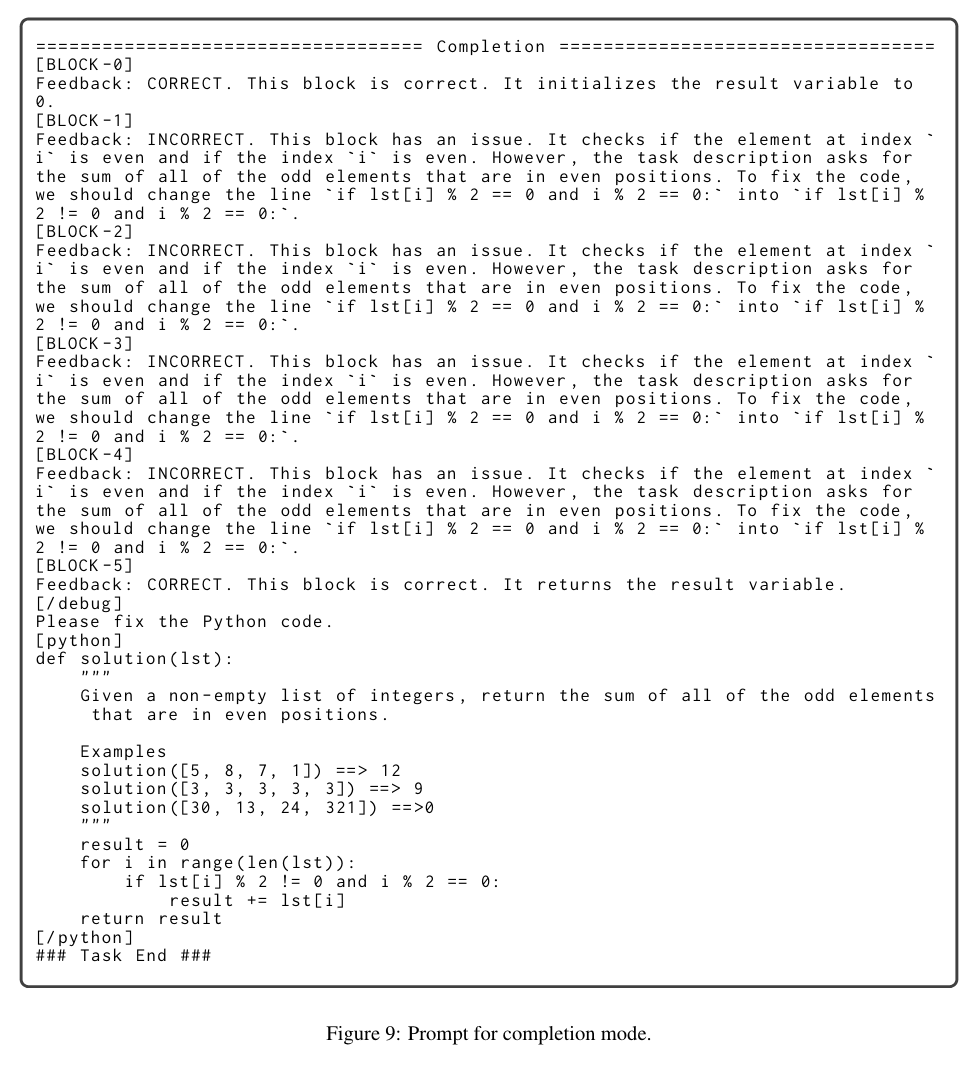 =================================== Completion ==================================
[BLOCK-0]
Feedback: CORRECT. This block is correct. It initializes the result variable to
0.
[BLOCK-1]
Feedback: INCORRECT. This block has an issue. It checks if the element at index `
i` is even and if the index `i` is even. However, the task description asks for
the sum of all of the odd elements that are in even positions. To fix the code,
we should change the line `if lst[i] % 2 == 0 and i % 2 == 0:` into `if lst[i] %
2 != 0 and i % 2 == 0:`.
[BLOCK-2]
Feedback: INCORRECT. This block has an issue. It checks if the element at index `
i` is even and if the index `i` is even. However, the task description asks for
the sum of all of the odd elements that are in even positions. To fix the code,
we should change the line `if lst[i] % 2 == 0 and i % 2 == 0:` into `if lst[i] %
2 != 0 and i % 2 == 0:`.
[BLOCK-3]
Feedback: INCORRECT. This block has an issue. It checks if the element at index `
i` is even and if the index `i` is even. However, the task description asks for
the sum of all of the odd elements that are in even positions. To fix the code,
we should change the line `if lst[i] % 2 == 0 and i % 2 == 0:` into `if lst[i] %
2 != 0 and i % 2 == 0:`.
[BLOCK-4]
Feedback: INCORRECT. This block has an issue. It checks if the element at index `
i` is even and if the index `i` is even. However, the task description asks for
the sum of all of the odd elements that are in even positions. To fix the code,
we should change the line `if lst[i] % 2 == 0 and i % 2 == 0:` into `if lst[i] %
2 != 0 and i % 2 == 0:`.
[BLOCK-5]
Feedback: CORRECT. This block is correct. It returns the result variable.
[/debug]
Please fix the Python code.
[python]
def solution(lst):
    """
    Given a non-empty list of integers, return the sum of all of the odd elements
     that are in even positions.

    Examples
    solution([5, 8, 7, 1]) ==> 12
    solution([3, 3, 3, 3, 3]) ==> 9
    solution([30, 13, 24, 321]) ==>0
    """
    result = 0
    for i in range(len(lst)):
        if lst[i] % 2 != 0 and i % 2 == 0:
            result += lst[i]
    return result
[/python]
### Task End ###
Figure 9: Prompt for completion mode.